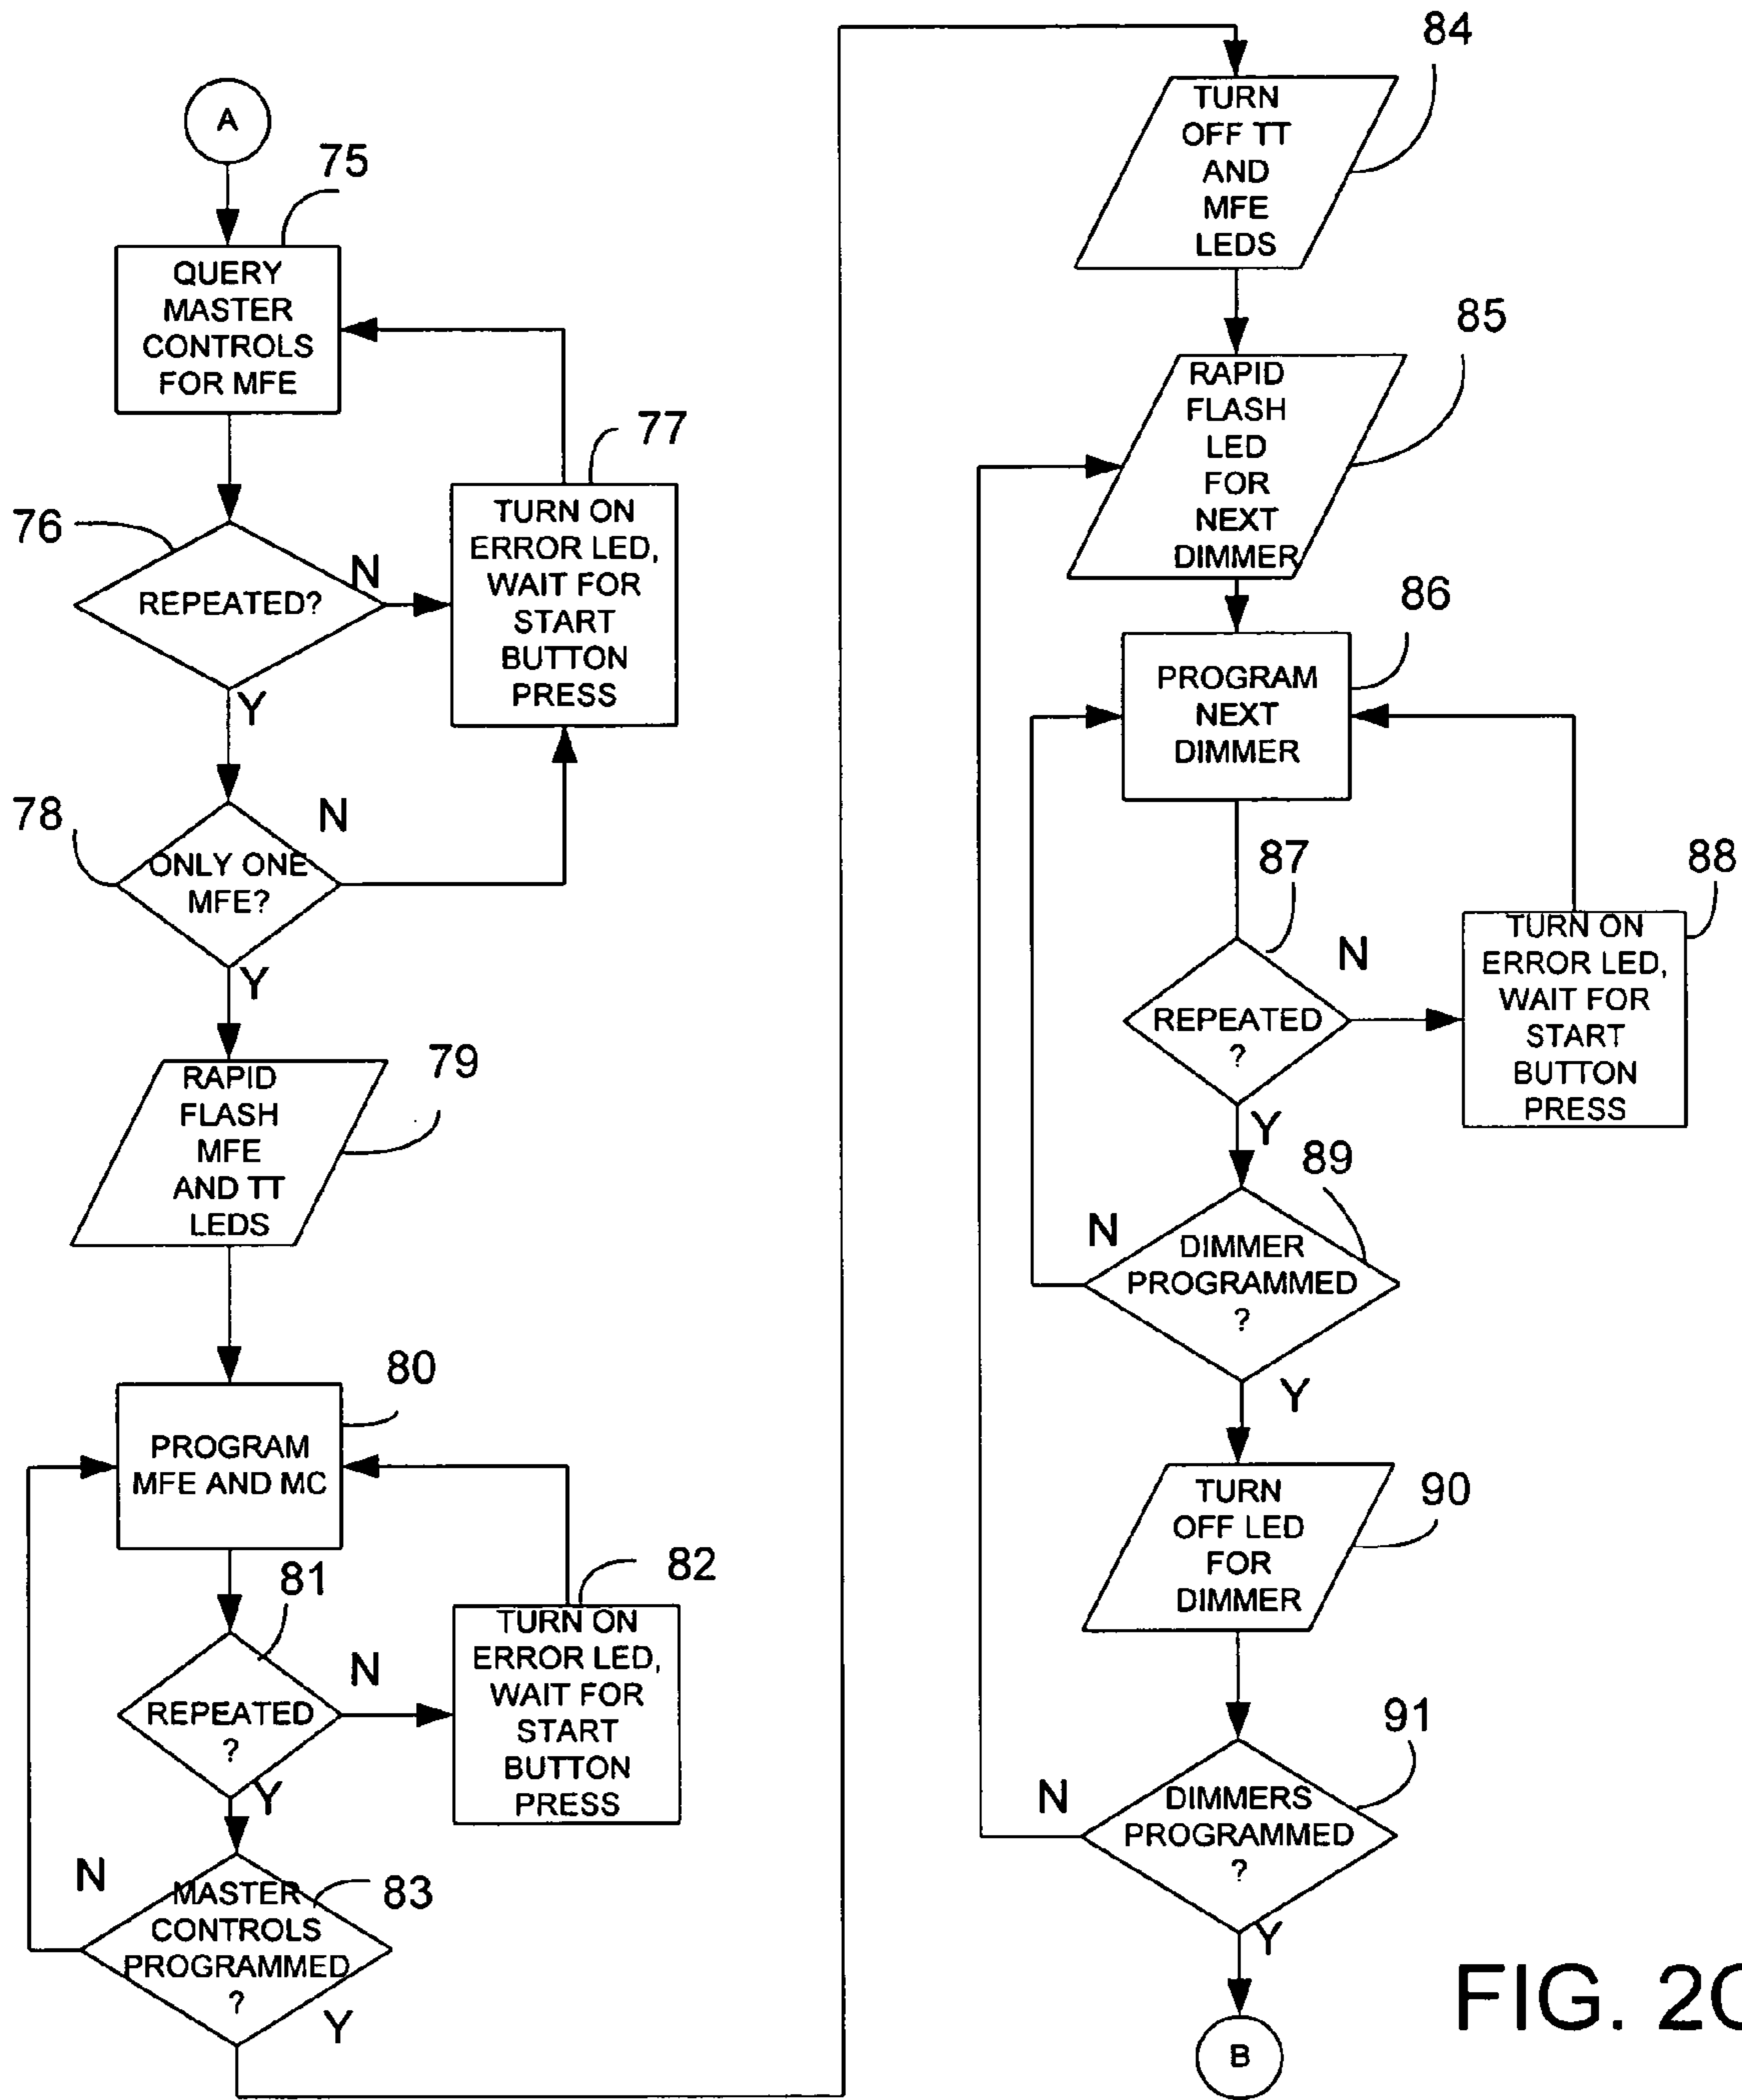 A
75
QUERY
MASTER
CONTROLS
FOR MFE
76
REPEATED?
N
Y
77
TURN ON
ERROR LED,
WAIT FOR
START
BUTTON
PRESS
78
ONLY ONE
MFE?
N
Y
79
RAPID
FLASH
MFE
AND TT
LEDS
80
PROGRAM
MFE AND MC
81
REPEATED
?
N
Y
82
TURN ON
ERROR LED,
WAIT FOR
START
BUTTON
PRESS
83
MASTER
CONTROLS
PROGRAMMED
?
N
Y
84
TURN
OFF TT
AND
MFE
LEDS
85
RAPID
FLASH
LED
FOR
NEXT
DIMMER
86
PROGRAM
NEXT
DIMMER
87
REPEATED
?
N
Y
88
TURN ON
ERROR LED,
WAIT FOR
START
BUTTON
PRESS
89
DIMMER
PROGRAMMED
?
N
Y
90
TURN
OFF LED
FOR
DIMMER
91
DIMMERS
PROGRAMMED
?
N
Y
B
FIG.